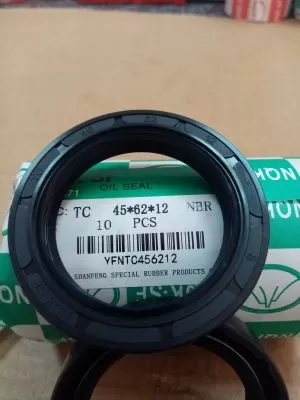 OIL SEAL
TC 45*62*12 NBR
10 PCS
YFNTC456212
SHANFENG SPECIAL RUBBER PRODUCTS